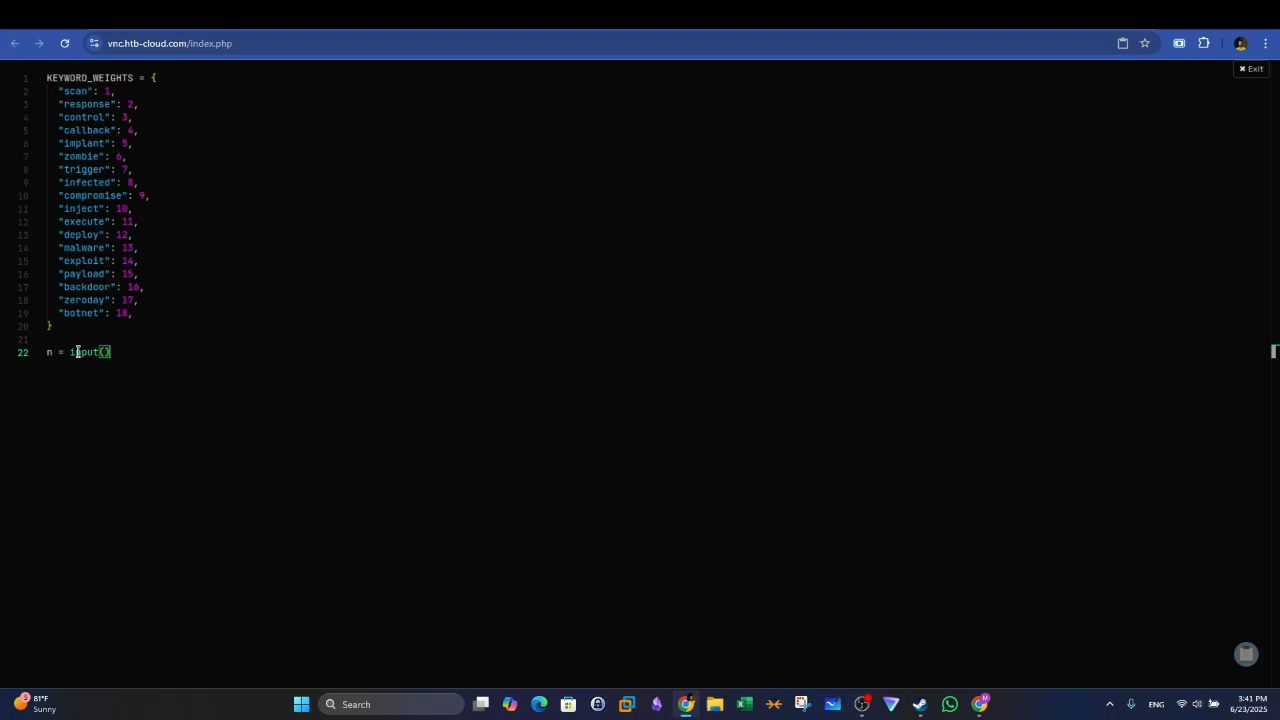 vnc.htb-cloud.com/index.php
✖ Exit
1 KEYWORD_WEIGHTS = {
2 "scan": 1,
3 "response": 2,
4 "control": 3,
5 "callback": 4,
6 "implant": 5,
7 "zombie": 6,
8 "trigger": 7,
9 "infected": 8,
10 "compromise": 9,
11 "inject": 10,
12 "execute": 11,
13 "deploy": 12,
14 "malware": 13,
15 "exploit": 14,
16 "payload": 15,
17 "backdoor": 16,
18 "zeroday": 17,
19 "botnet": 18,
20 }
21
22 n = input()
5
81°F
Sunny
Search
M
ENG
3:41 PM
6/23/2025